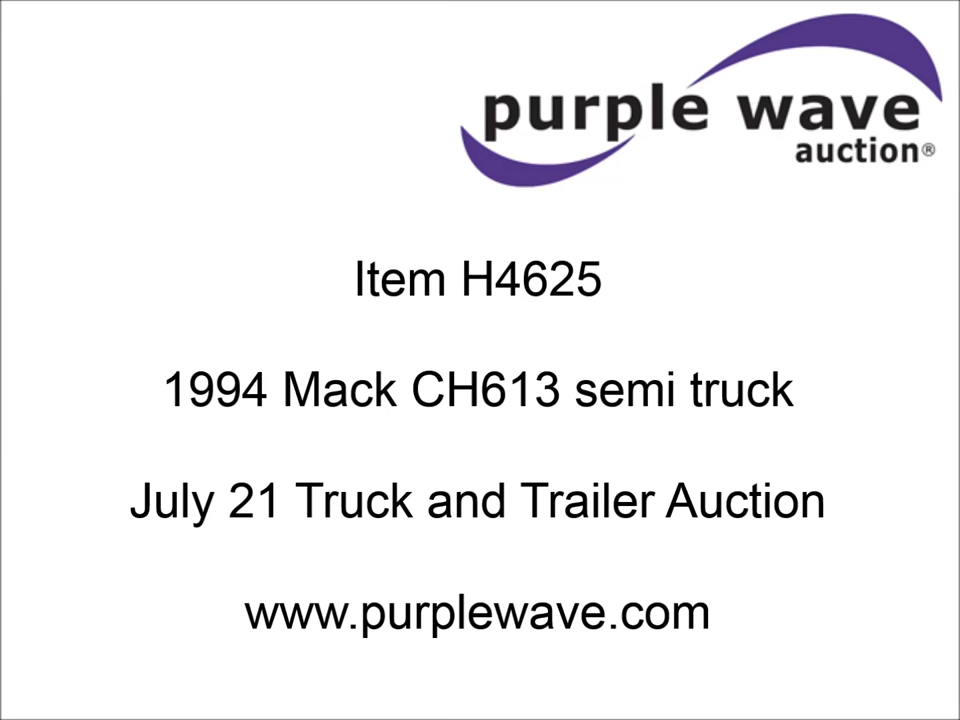 purple wave
auction®
Item H4625
1994 Mack CH613 semi truck
July 21 Truck and Trailer Auction
www.purplewave.com